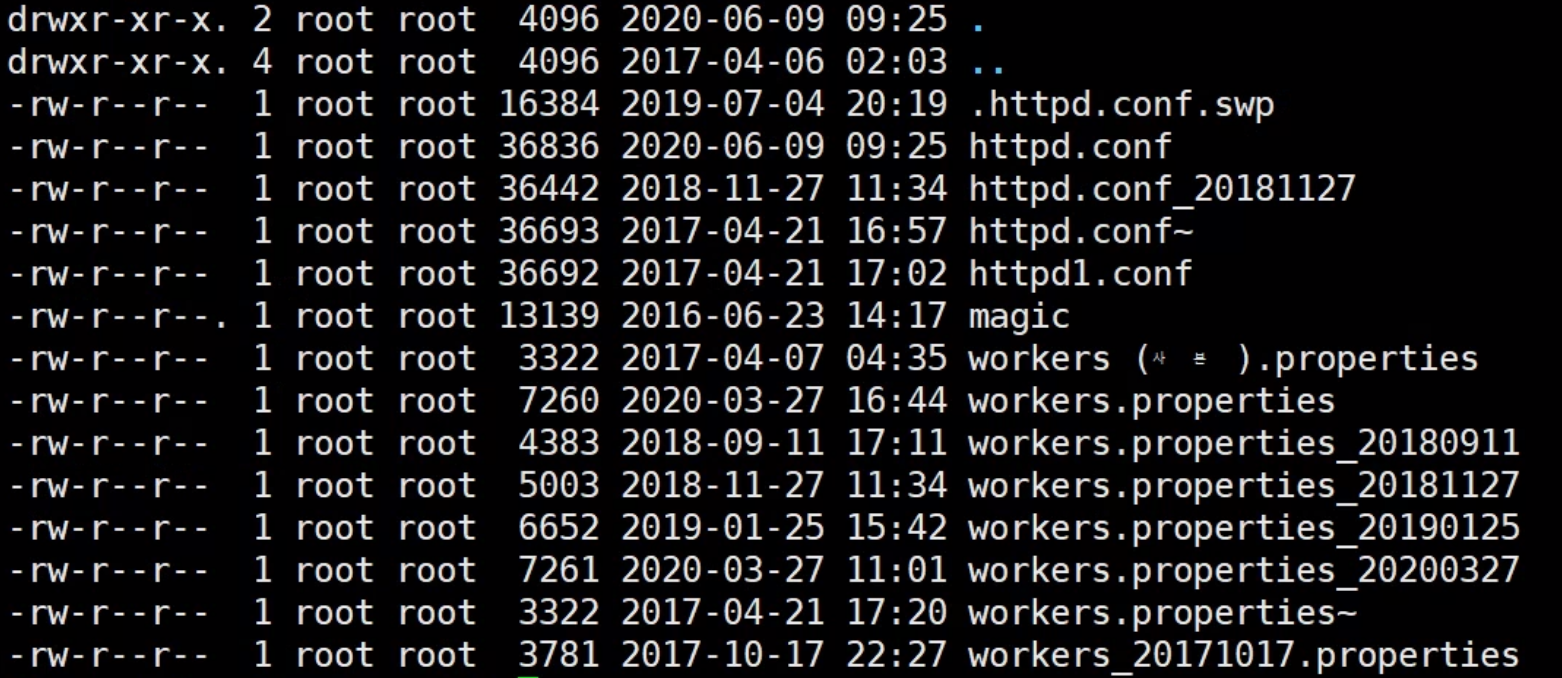 drwxr-xr-x. 2 root root  4096 2020-06-09 09:25 .
drwxr-xr-x. 4 root root  4096 2017-04-06 02:03 ..
-rw-r--r--  1 root root 16384 2019-07-04 20:19 .httpd.conf.swp
-rw-r--r--  1 root root 36836 2020-06-09 09:25 httpd.conf
-rw-r--r--  1 root root 36442 2018-11-27 11:34 httpd.conf_20181127
-rw-r--r--  1 root root 36693 2017-04-21 16:57 httpd.conf~
-rw-r--r--  1 root root 36692 2017-04-21 17:02 httpd1.conf
-rw-r--r--. 1 root root 13139 2016-06-23 14:17 magic
-rw-r--r--  1 root root  3322 2017-04-07 04:35 workers (사 본 ).properties
-rw-r--r--  1 root root  7260 2020-03-27 16:44 workers.properties
-rw-r--r--  1 root root  4383 2018-09-11 17:11 workers.properties_20180911
-rw-r--r--  1 root root  5003 2018-11-27 11:34 workers.properties_20181127
-rw-r--r--  1 root root  6652 2019-01-25 15:42 workers.properties_20190125
-rw-r--r--  1 root root  7261 2020-03-27 11:01 workers.properties_20200327
-rw-r--r--  1 root root  3322 2017-04-21 17:20 workers.properties~
-rw-r--r--  1 root root  3781 2017-10-17 22:27 workers_20171017.properties